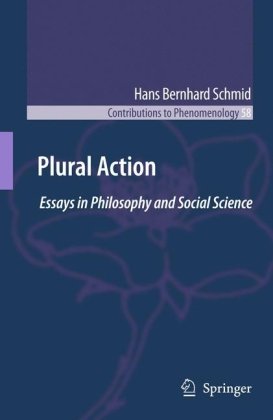 Hans Bernhard Schmid
Contributions to Phenomenology 58
Plural Action
Essays in Philosophy and Social Science
Springer